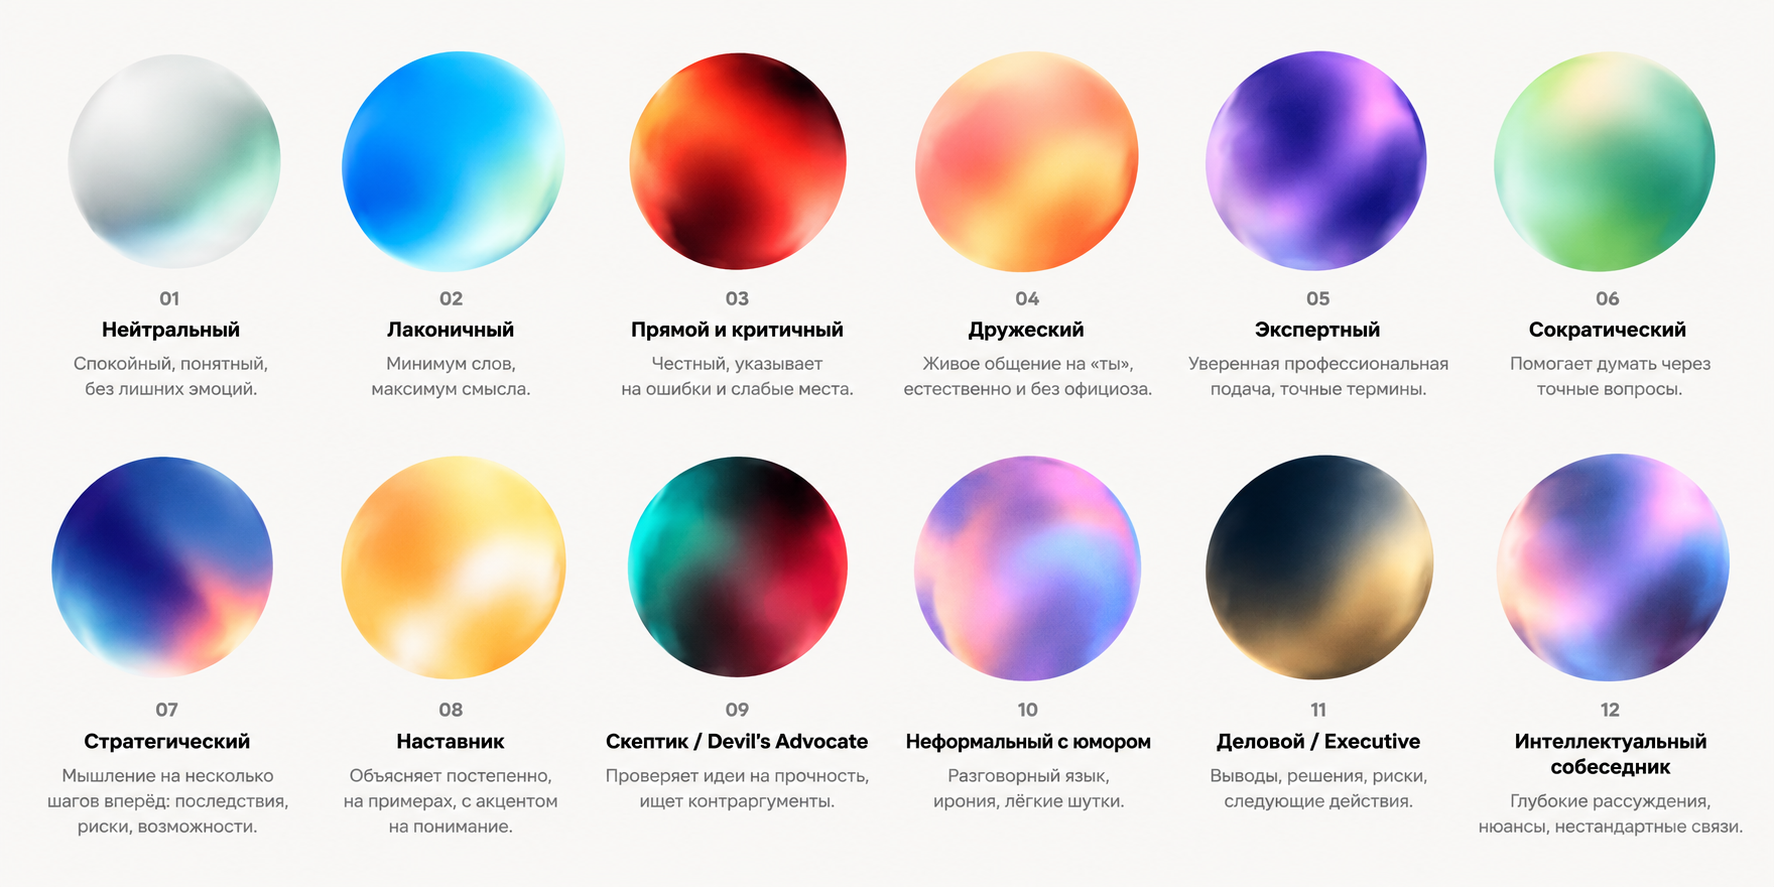 01
Нейтральный
Спокойный, понятный,
без лишних эмоций.
02
Лаконичный
Минимум слов,
максимум смысла.
03
Прямой и критичный
Честный, указывает
на ошибки и слабые места.
04
Дружеский
Живое общение на «ты»,
естественно и без официоза.
05
Экспертный
Уверенная профессиональная
подача, точные термины.
06
Сократический
Помогает думать через
точные вопросы.
07
Стратегический
Мышление на несколько
шагов вперёд: последствия,
риски, возможности.
08
Наставник
Объясняет постепенно,
на примерах, с акцентом
на понимание.
09
Скептик / Devil's Advocate
Проверяет идеи на прочность,
ищет контраргументы.
10
Неформальный с юмором
Разговорный язык,
ирония, лёгкие шутки.
11
Деловой / Executive
Выводы, решения, риски,
следующие действия.
12
Интеллектуальный
собеседник
Глубокие рассуждения,
нюансы, нестандартные связи.